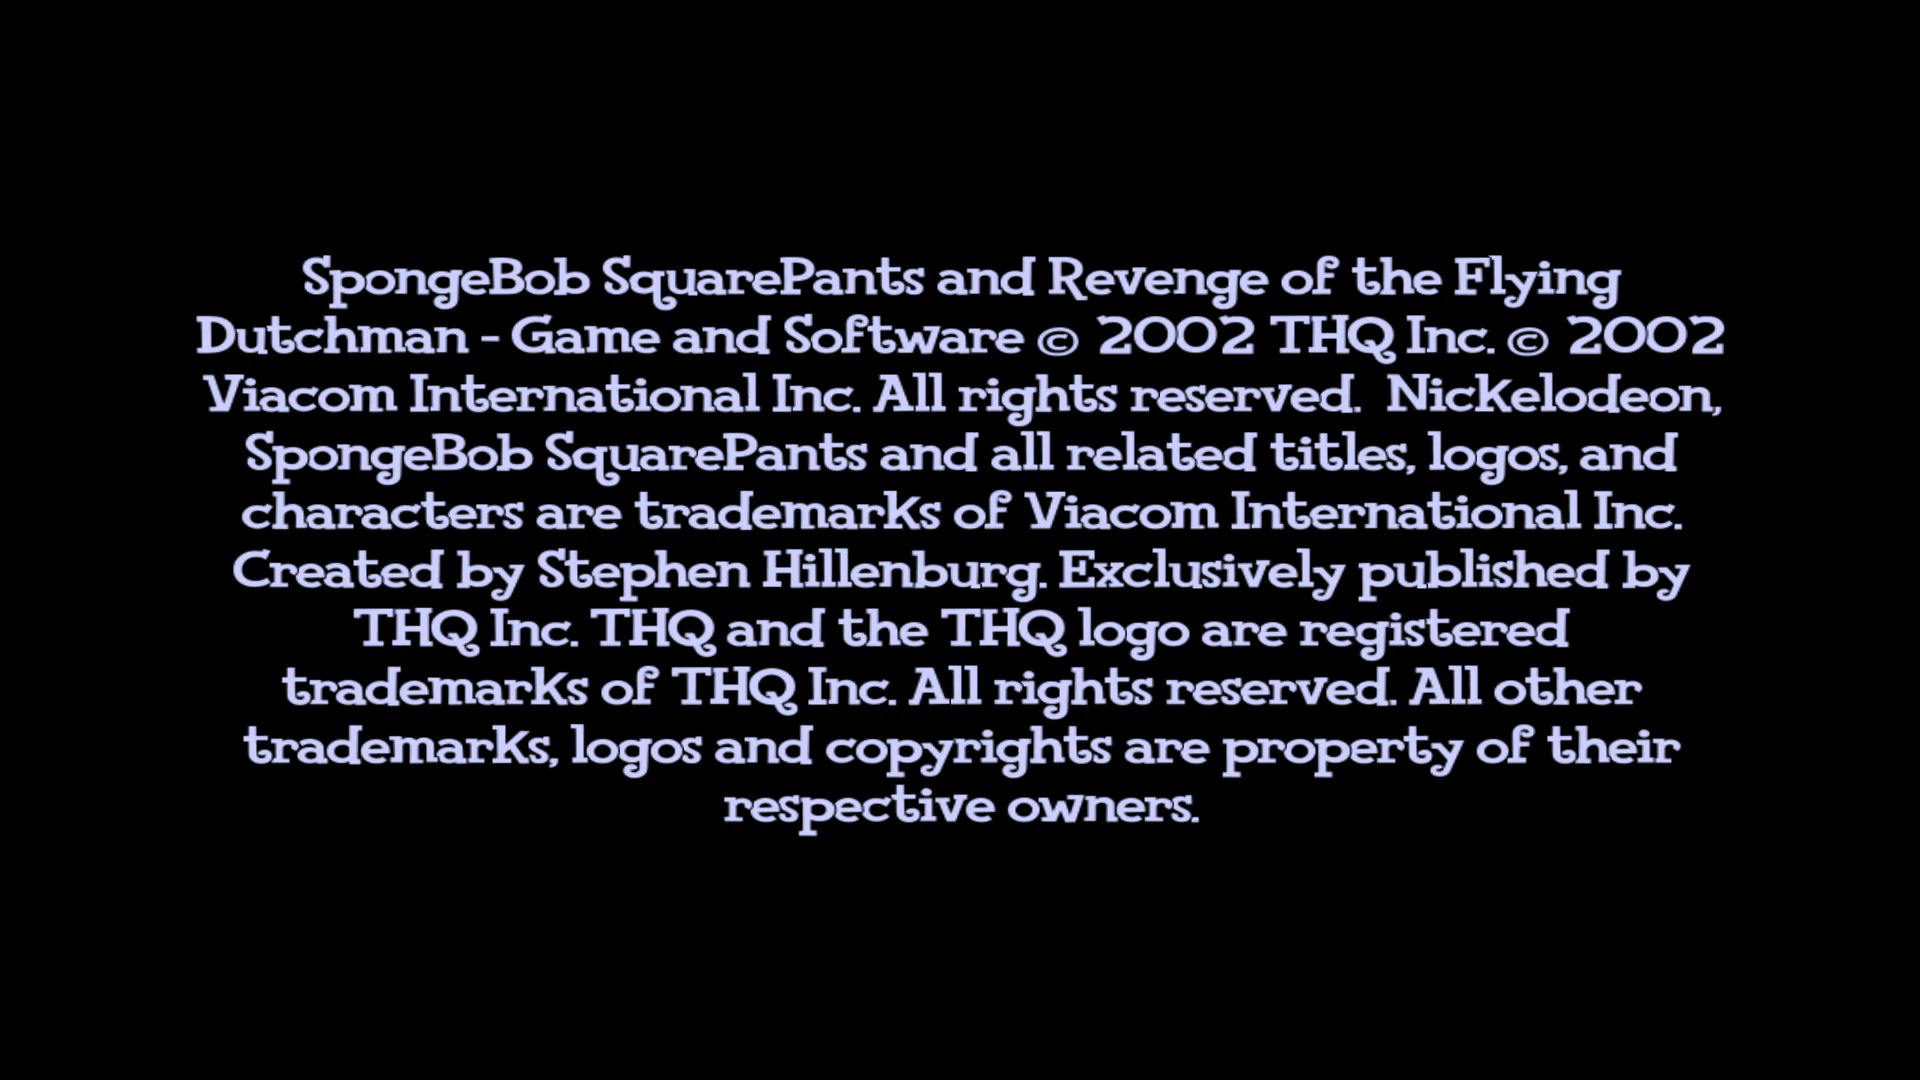 SpongeBob SquarePants and Revenge of the Flying
Dutchman - Game and Software © 2002 THQ Inc. © 2002
Viacom International Inc. All rights reserved.  Nickelodeon,
SpongeBob SquarePants and all related titles, logos, and
characters are trademarks of Viacom International Inc.
Created by Stephen Hillenburg. Exclusively published by
THQ Inc. THQ and the THQ logo are registered
trademarks of THQ Inc. All rights reserved. All other
trademarks, logos and copyrights are property of their
respective owners.